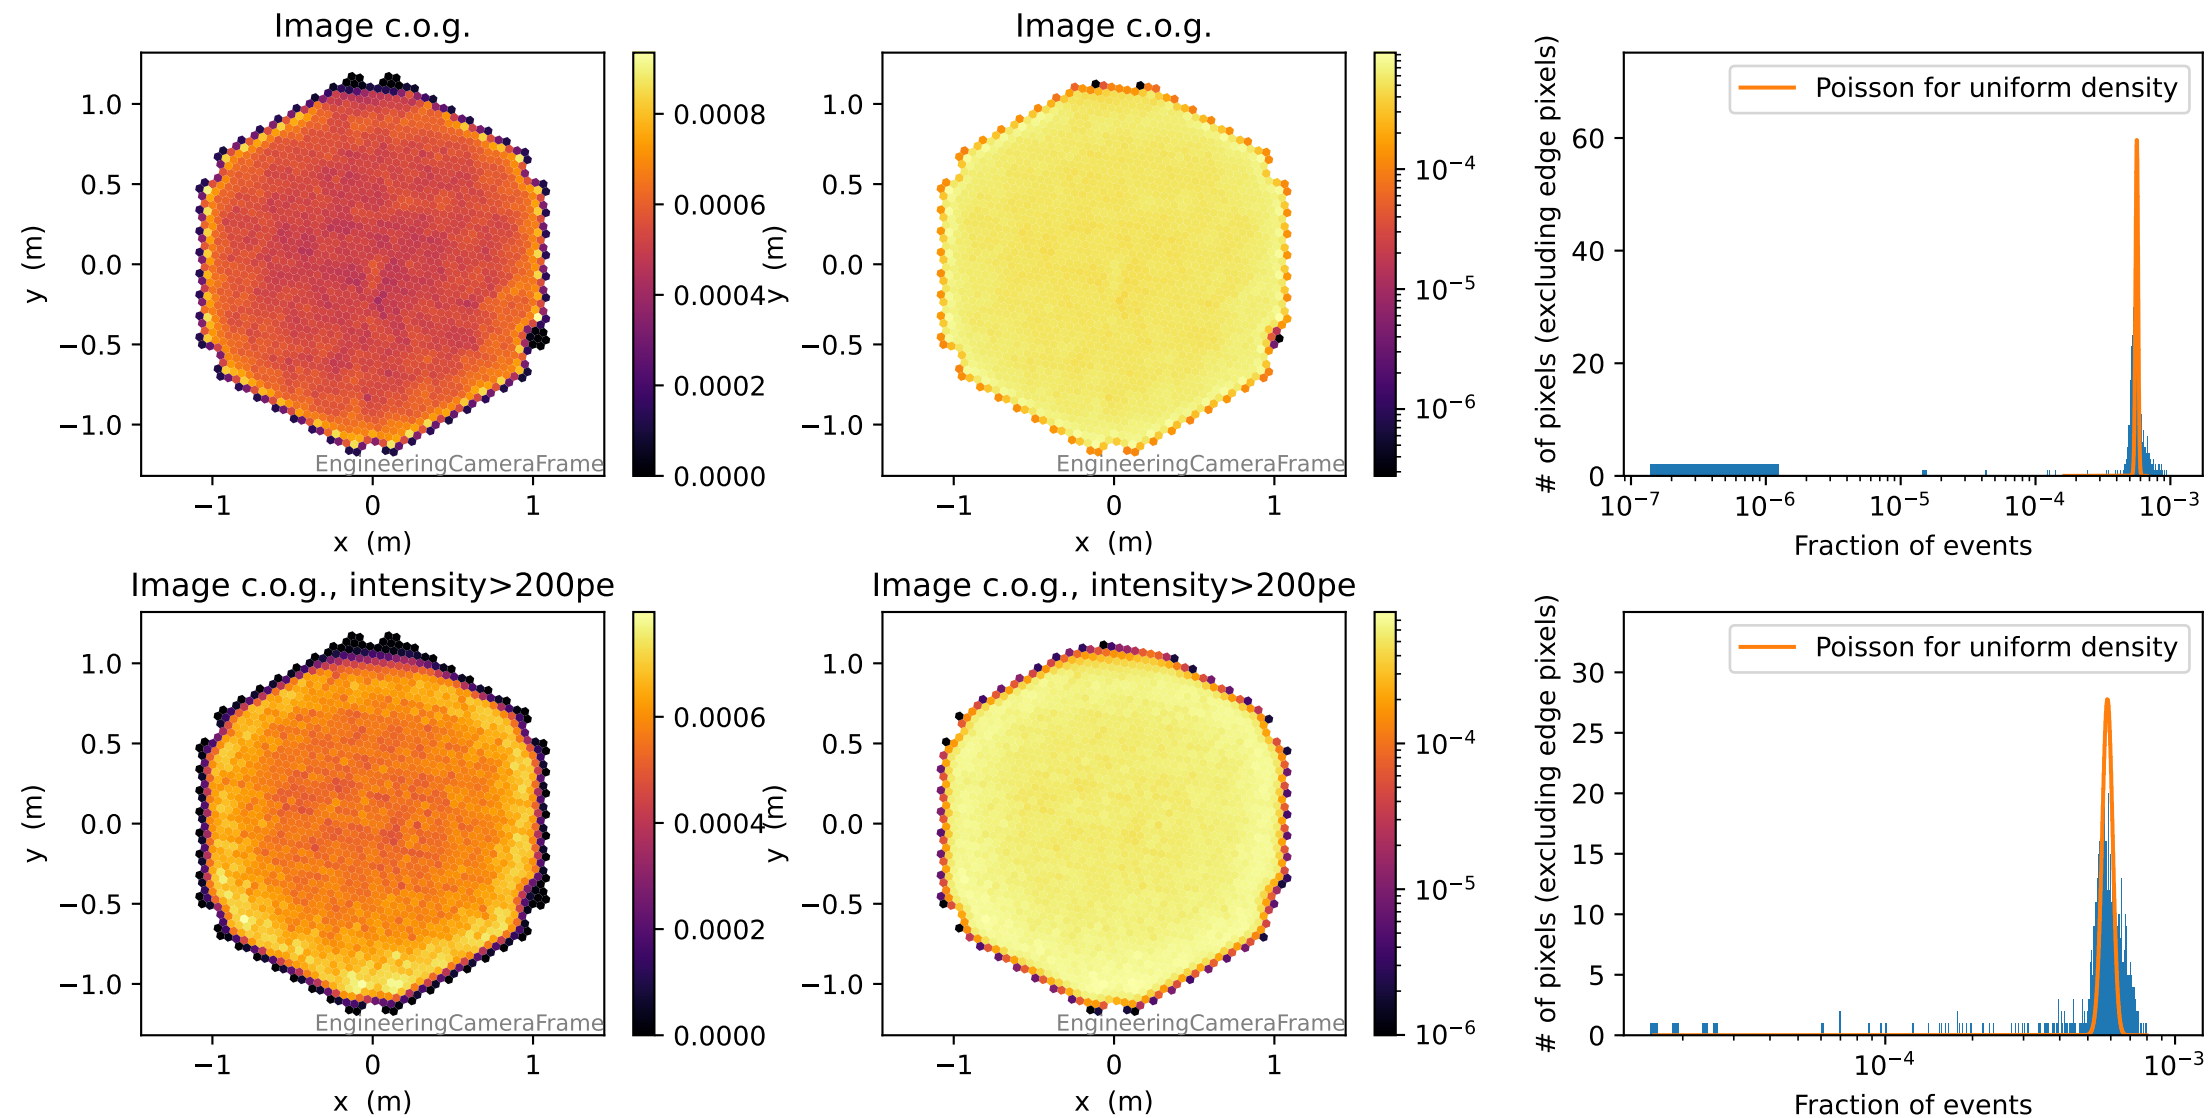 Image c.o.g.
1.0
0.5
0.0
−0.5
−1.0
y (m)
−1
0
1
x (m)
EngineeringCameraFrame
0.0008
0.0006
0.0004
0.0002
0.0000
Image c.o.g.
1.0
0.5
0.0
−0.5
−1.0
y (m)
−1
0
1
x (m)
EngineeringCameraFrame
10⁻⁴
10⁻⁵
10⁻⁶
Poisson for uniform density
# of pixels (excluding edge pixels)
60
40
20
0
10⁻⁷
10⁻⁶
10⁻⁵
10⁻⁴
10⁻³
Fraction of events
Image c.o.g., intensity>200pe
1.0
0.5
0.0
−0.5
−1.0
y (m)
−1
0
1
x (m)
EngineeringCameraFrame
0.0006
0.0004
0.0002
0.0000
Image c.o.g., intensity>200pe
1.0
0.5
0.0
−0.5
−1.0
y (m)
−1
0
1
x (m)
EngineeringCameraFrame
10⁻⁴
10⁻⁵
10⁻⁶
Poisson for uniform density
# of pixels (excluding edge pixels)
30
25
20
15
10
5
0
10⁻⁴
10⁻³
Fraction of events